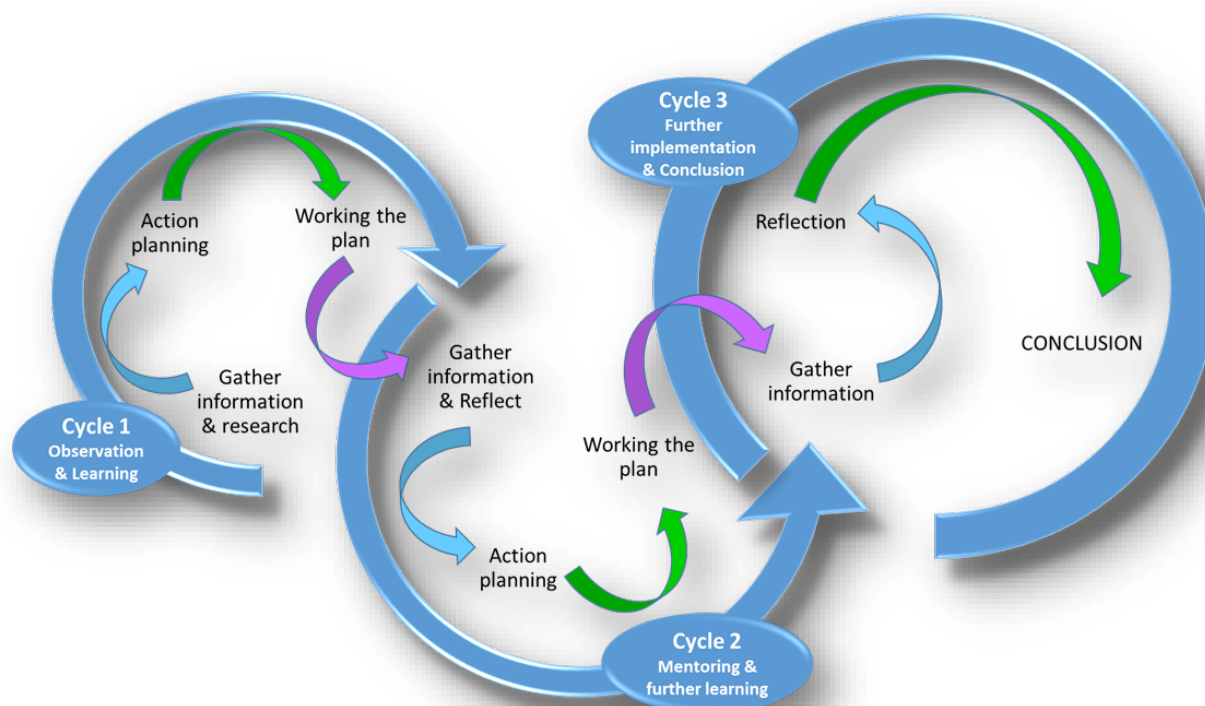 Cycle 1
Observation
& Learning
Gather
information
& research
Action
planning
Working the
plan
Gather
information
& Reflect
Action
planning
Cycle 2
Mentoring &
further learning
Working the
plan
Cycle 3
Further
implementation
& Conclusion
Gather
information
Reflection
CONCLUSION